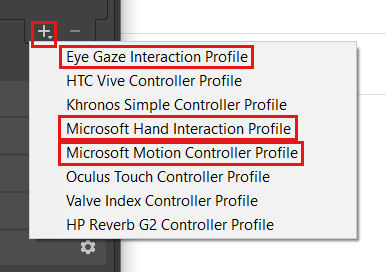 Eye Gaze Interaction Profile
HTC Vive Controller Profile
Khronos Simple Controller Profile
Microsoft Hand Interaction Profile
Microsoft Motion Controller Profile
Oculus Touch Controller Profile
Valve Index Controller Profile
HP Reverb G2 Controller Profile